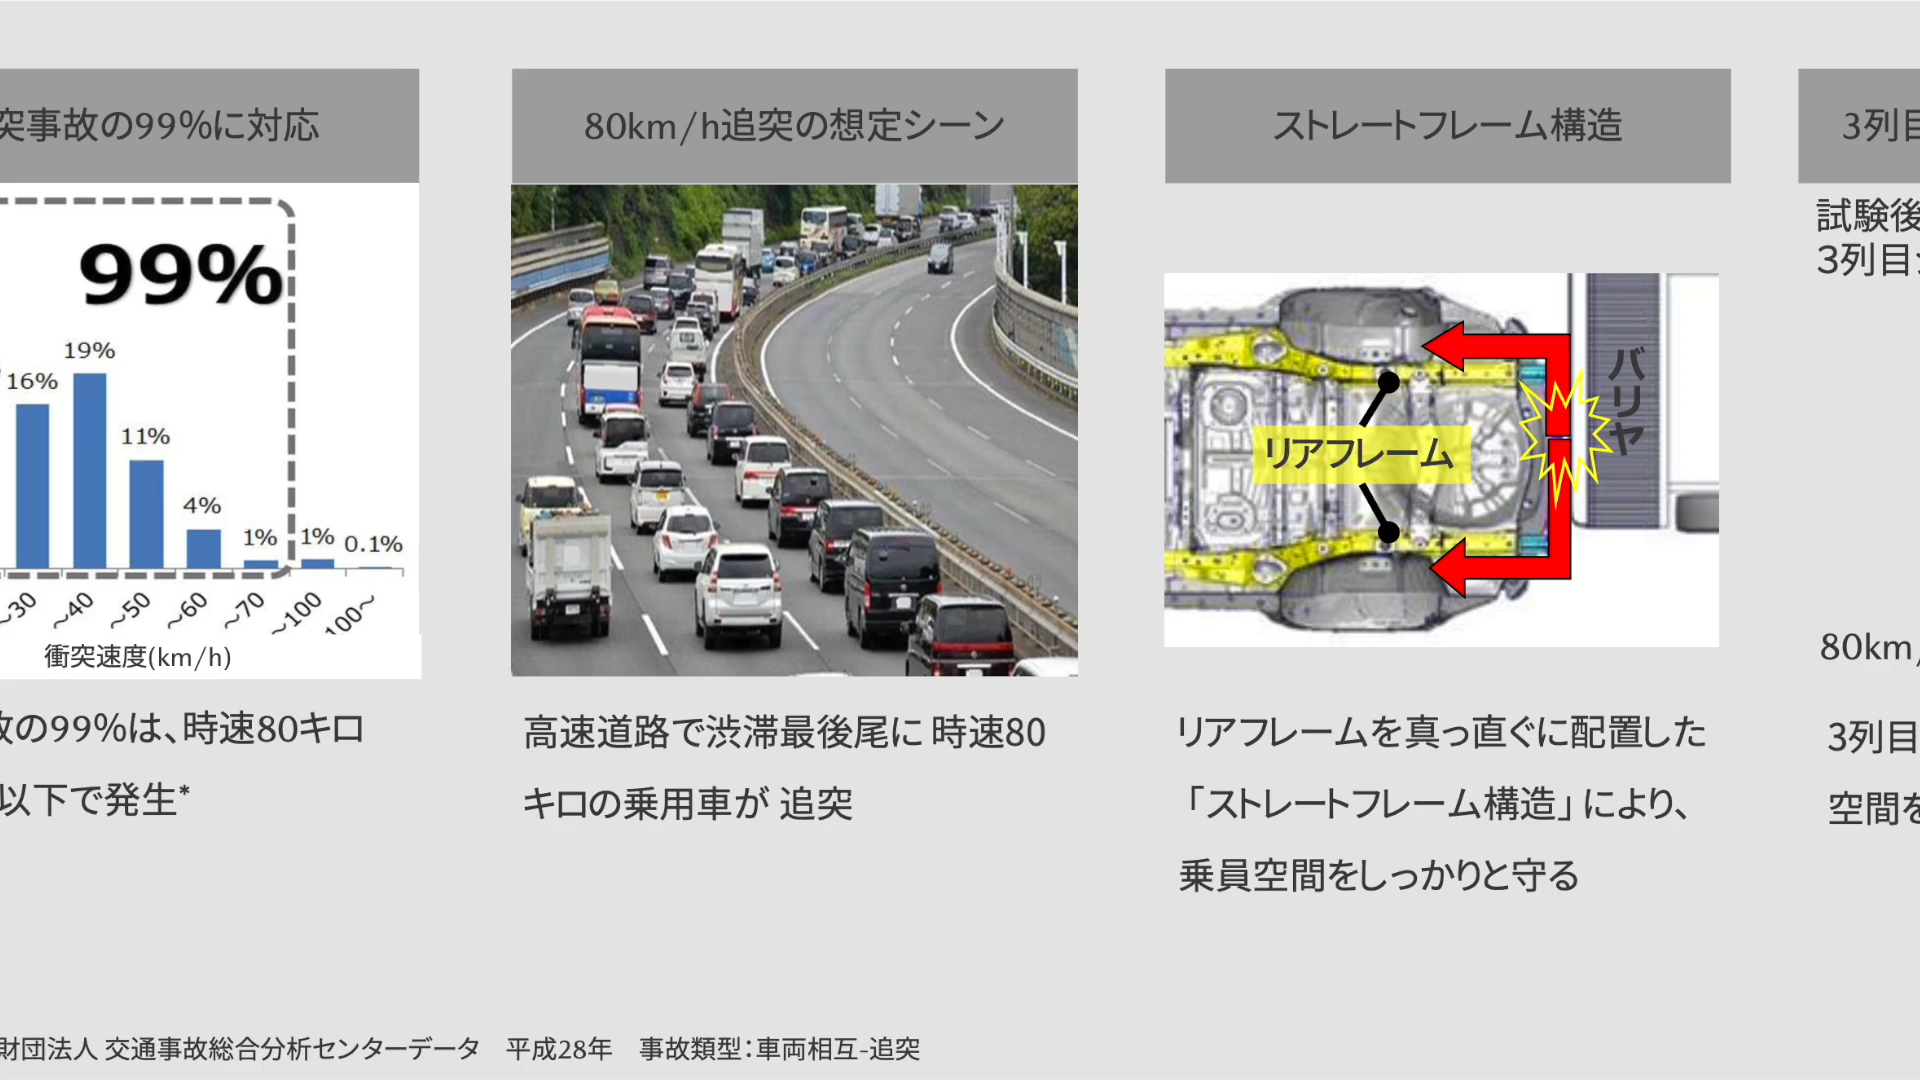 突事故の99%に対応
99%
16%
19%
11%
4%
1%
1%
0.1%
~30
~40
~50
~60
~70
~100
100~
衝突速度(km/h)
故の99%は、時速80キロ
以下で発生*
80km/h追突の想定シーン
高速道路で渋滞最後尾に 時速80
キロの乗用車が 追突
ストレートフレーム構造
リアフレーム
バリヤ
リアフレームを真っ直ぐに配置した
「ストレートフレーム構造」により、
乗員空間をしっかりと守る
3列目
試験後
3列目
80km/
3列目
空間を
財団法人 交通事故総合分析センターデータ　平成28年　事故類型：車両相互-追突